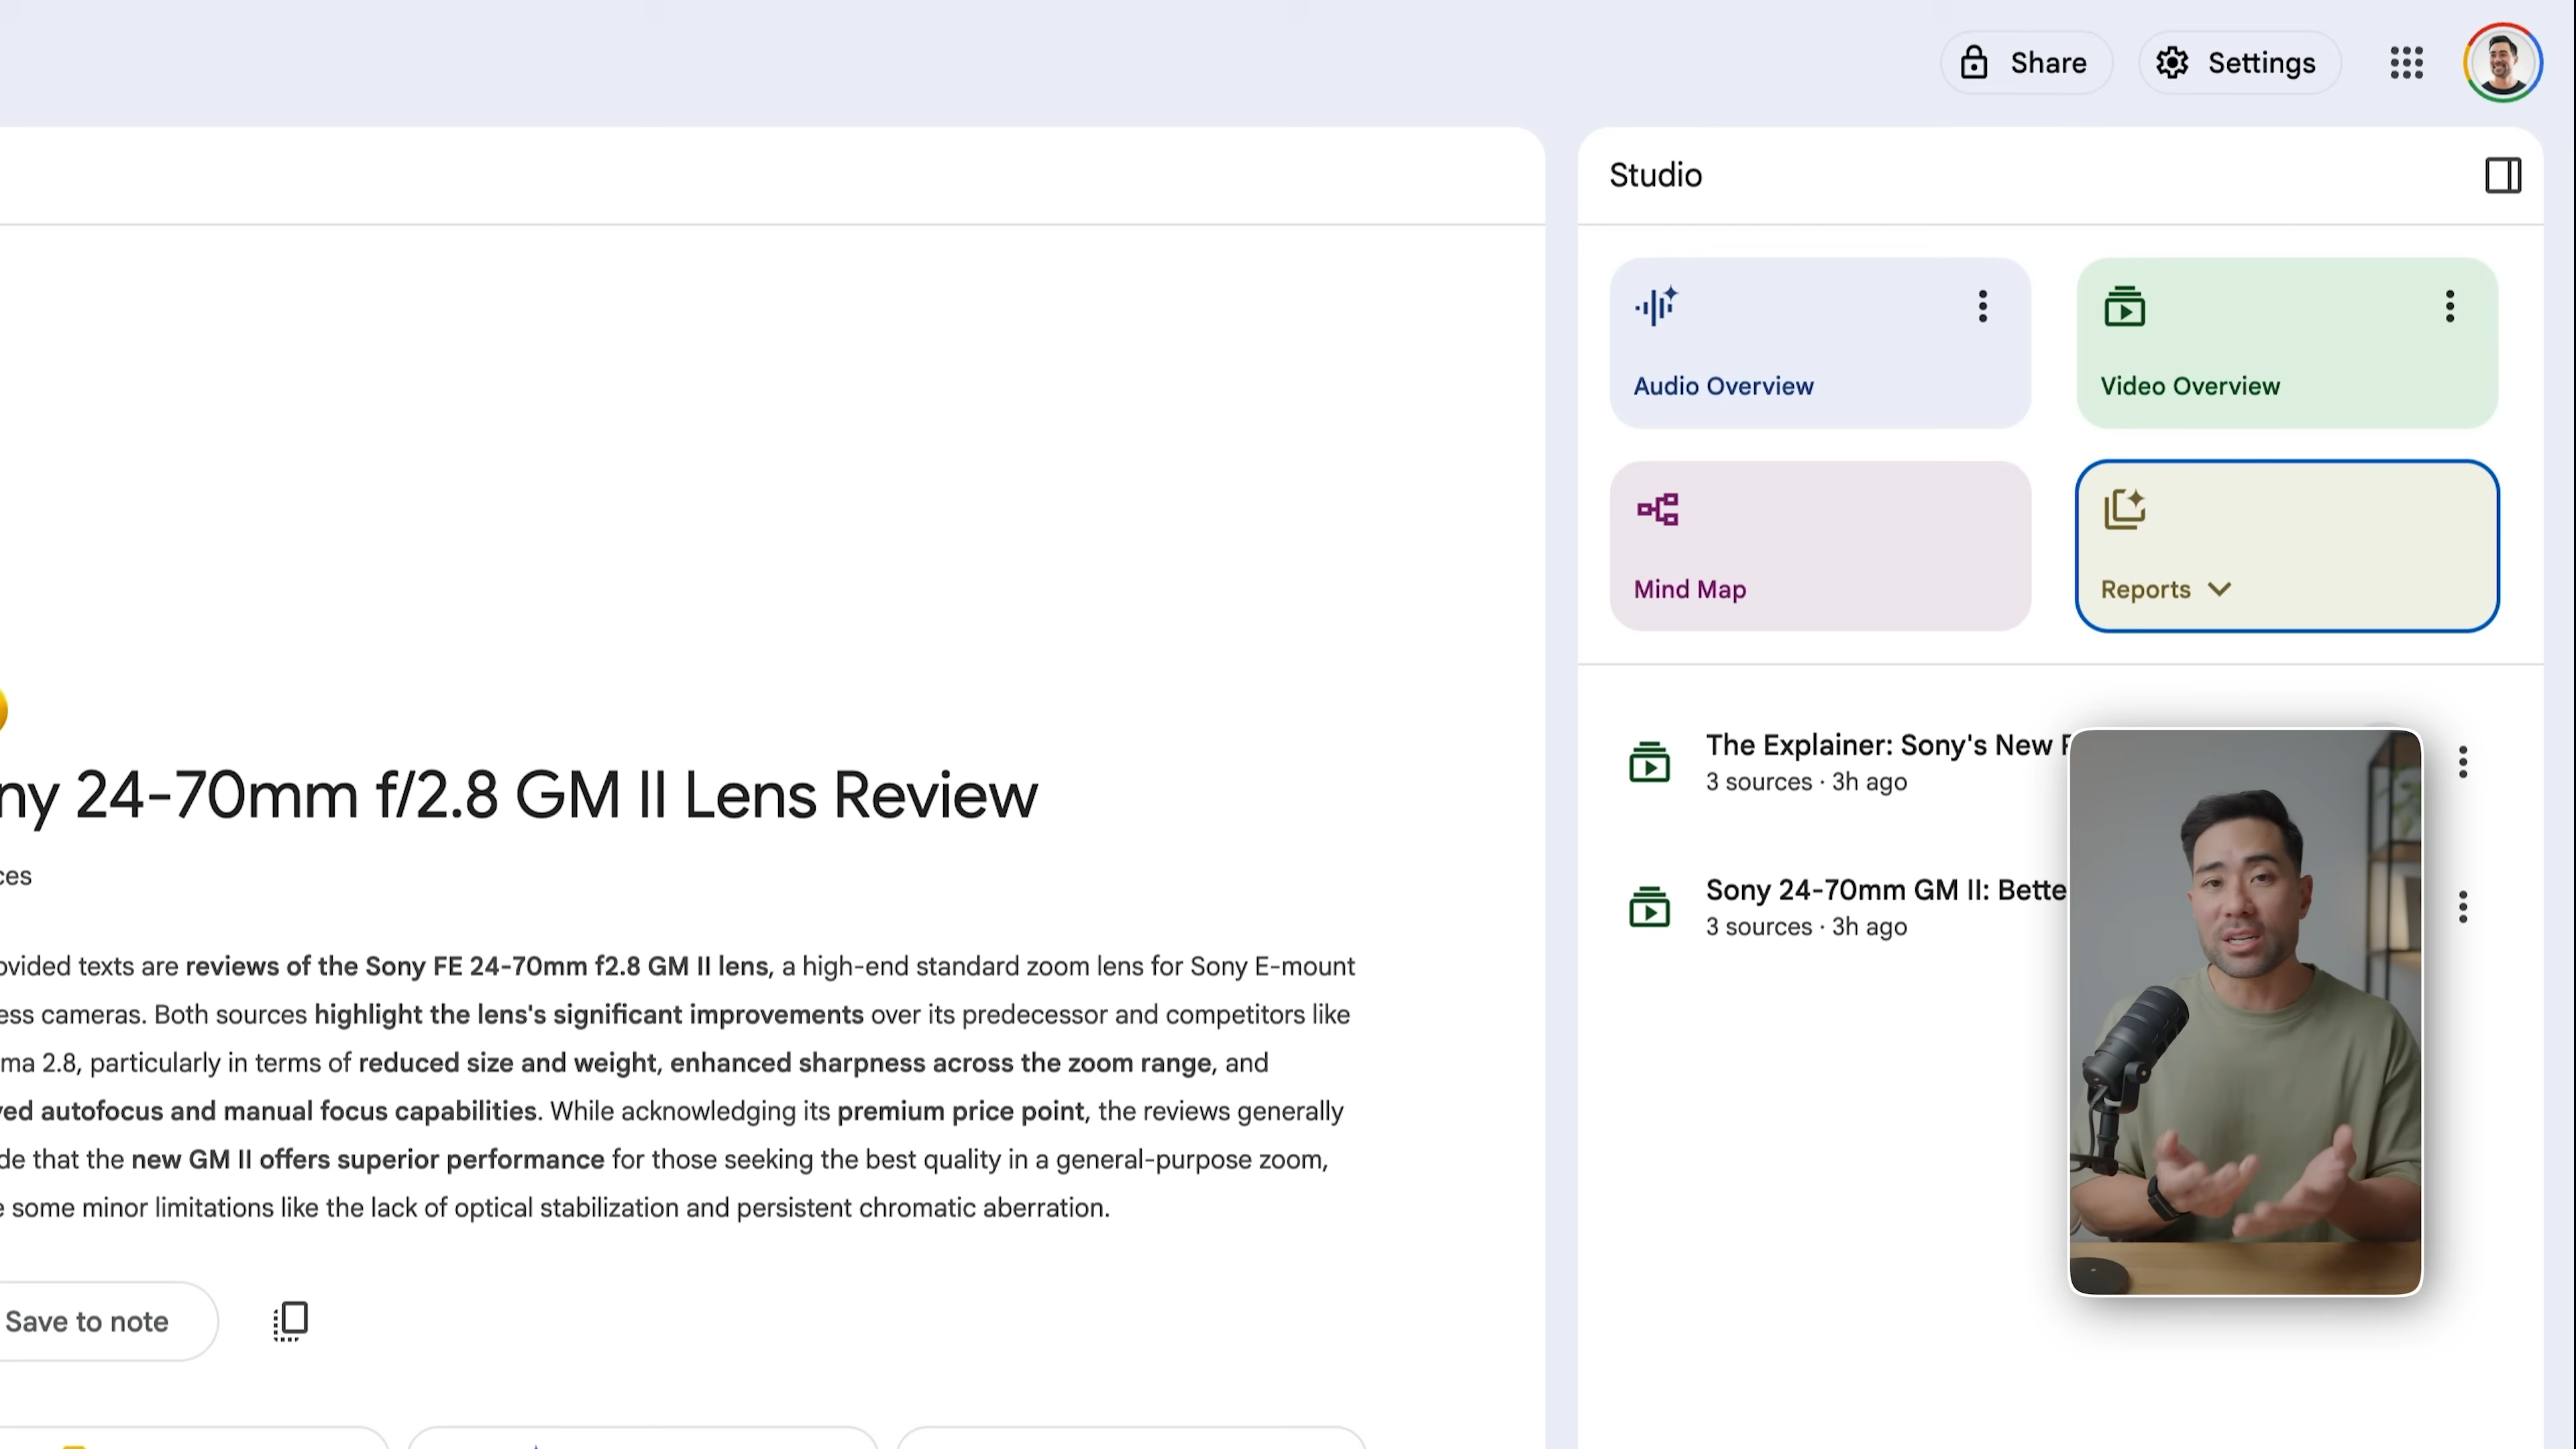 Share
Settings
Studio
Audio Overview
Video Overview
Mind Map
Reports
The Explainer: Sony's New
3 sources · 3h ago
Sony 24-70mm GM II: Bette
3 sources · 3h ago
ny 24-70mm f/2.8 GM II Lens Review
ces
ovided texts are reviews of the Sony FE 24-70mm f2.8 GM II lens, a high-end standard zoom lens for Sony E-mount
ess cameras. Both sources highlight the lens's significant improvements over its predecessor and competitors like
ma 2.8, particularly in terms of reduced size and weight, enhanced sharpness across the zoom range, and
ved autofocus and manual focus capabilities. While acknowledging its premium price point, the reviews generally
de that the new GM II offers superior performance for those seeking the best quality in a general-purpose zoom,
e some minor limitations like the lack of optical stabilization and persistent chromatic aberration.
Save to note